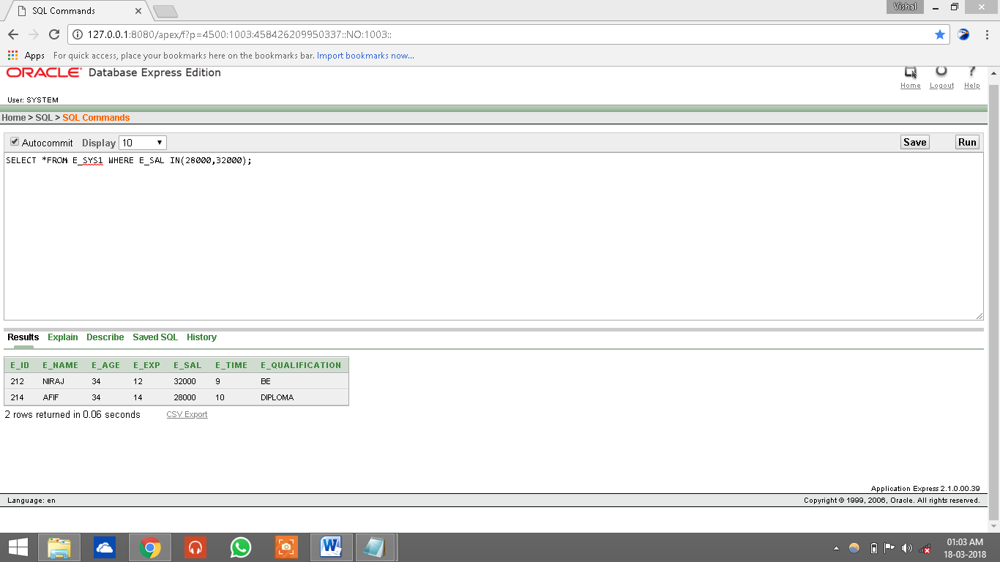 SQL Commands
Vishal
127.0.0.1:8080/apex/f?p=4500:1003:458426209950337::NO:1003::
Apps For quick access, place your bookmarks here on the bookmarks bar. Import bookmarks now...
ORACLE Database Express Edition
Home Logout Help
User: SYSTEM
Home > SQL > SQL Commands
Autocommit Display 10 Save Run
SELECT *FROM E_SYS1 WHERE E_SAL IN(28000,32000);
Results Explain Describe Saved SQL History
E_ID E_NAME E_AGE E_EXP E_SAL E_TIME E_QUALIFICATION
212 NIRAJ 34 12 32000 9 BE
214 AFIF 34 14 28000 10 DIPLOMA
2 rows returned in 0.06 seconds CSV Export
Application Express 2.1.0.00.39
Language: en Copyright © 1999, 2006, Oracle. All rights reserved.
01:03 AM
18-03-2018